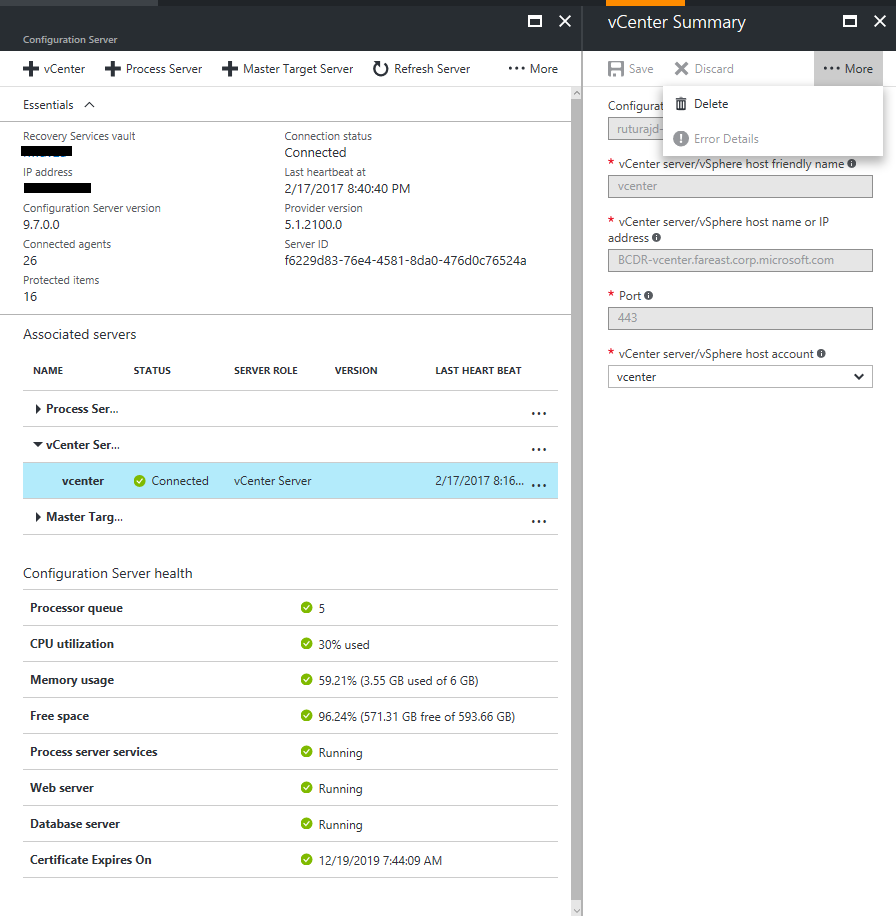 Configuration Server
vCenter
Process Server
Master Target Server
Refresh Server
More
Essentials
Recovery Services vault
Connection status
Connected
IP address
Last heartbeat at
2/17/2017 8:40:40 PM
Configuration Server version
Provider version
9.7.0.0
5.1.2100.0
Connected agents
Server ID
26
f6229d83-76e4-4581-8da0-476d0c76524a
Protected items
16
Associated servers
NAME STATUS SERVER ROLE VERSION LAST HEART BEAT
Process Ser... ...
vCenter Ser... ...
vcenter Connected vCenter Server 2/17/2017 8:16... ...
Master Targ... ...
Configuration Server health
Processor queue 5
CPU utilization 30% used
Memory usage 59.21% (3.55 GB used of 6 GB)
Free space 96.24% (571.31 GB free of 593.66 GB)
Process server services Running
Web server Running
Database server Running
Certificate Expires On 12/19/2019 7:44:09 AM
vCenter Summary
Save
Discard
More
Delete
Error Details
Configurat
ruturajd-
* vCenter server/vSphere host friendly name
vcenter
* vCenter server/vSphere host name or IP
address
BCDR-vcenter.fareast.corp.microsoft.com
* Port
443
* vCenter server/vSphere host account
vcenter